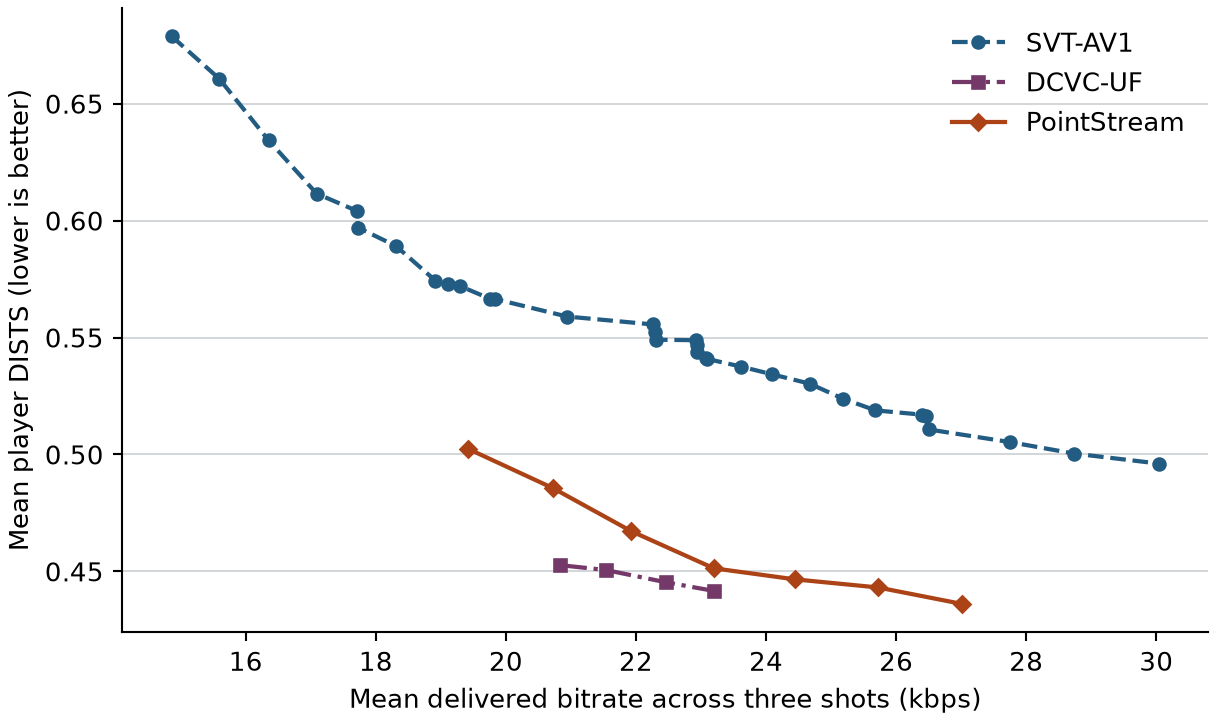 SVT-AV1
DCVC-UF
PointStream
Mean player DISTS (lower is better)
0.65
0.60
0.55
0.50
0.45
16 18 20 22 24 26 28 30
Mean delivered bitrate across three shots (kbps)